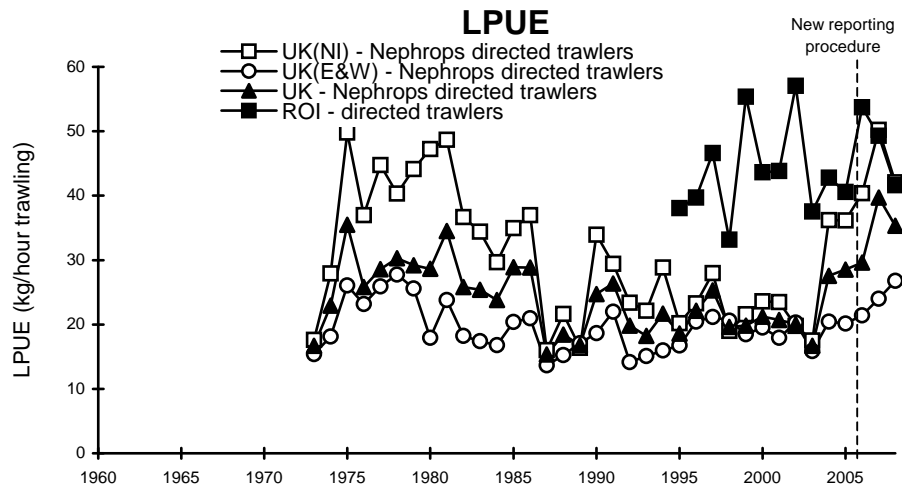 LPUE
New reporting
procedure
UK(NI) - Nephrops directed trawlers
UK(E&W) - Nephrops directed trawlers
UK - Nephrops directed trawlers
ROI - directed trawlers
LPUE (kg/hour trawling)
60
50
40
30
20
10
0
1960 1965 1970 1975 1980 1985 1990 1995 2000 2005